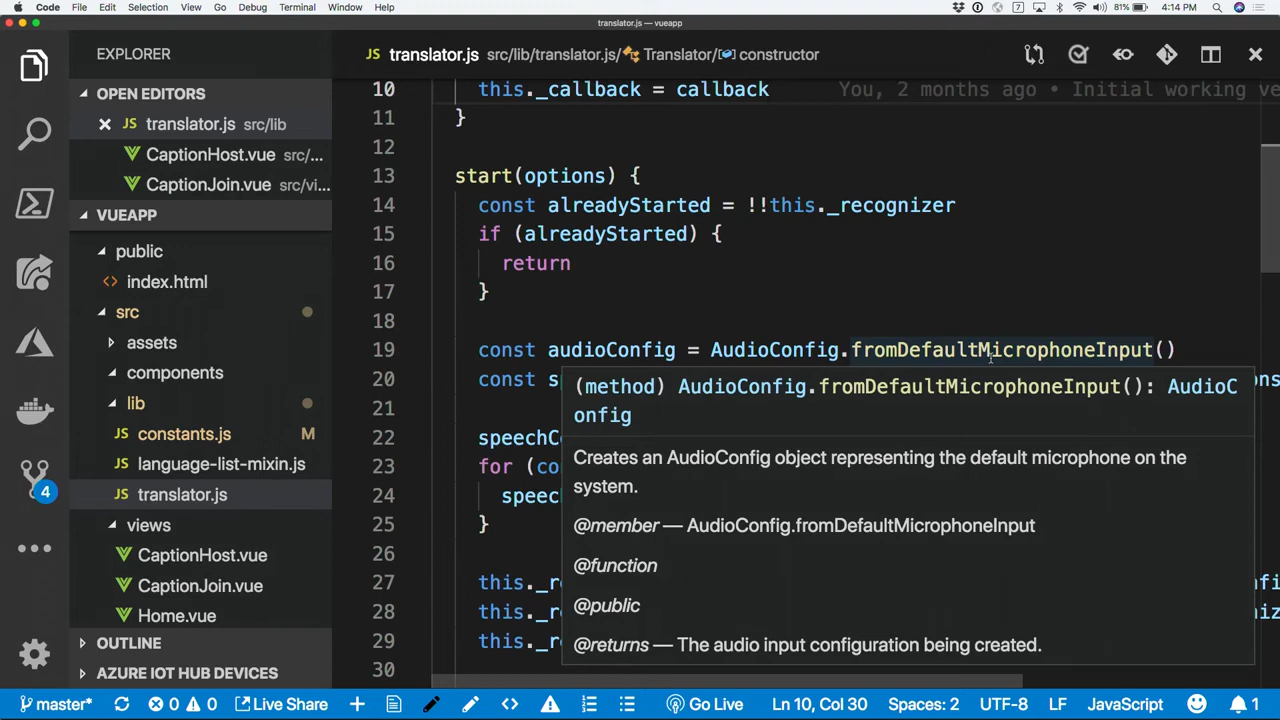 Code File Edit Selection View Go Debug Terminal Window Help
7 81% 4:14 PM
translator.js — vueapp
EXPLORER
OPEN EDITORS
translator.js src/lib
CaptionHost.vue src/...
CaptionJoin.vue src/vi...
VUEAPP
public
index.html
src
assets
components
lib
constants.js M
language-list-mixin.js
translator.js
views
CaptionHost.vue
CaptionJoin.vue
Home.vue
OUTLINE
AZURE IOT HUB DEVICES
4
translator.js src/lib/translator.js/ Translator/ constructor
10 this._callback = callback You, 2 months ago • Initial working ve
11 }
12
13 start(options) {
14 const alreadyStarted = !!this._recognizer
15 if (alreadyStarted) {
16 return
17 }
18
19 const audioConfig = AudioConfig.fromDefaultMicrophoneInput()
20 const s
21
22 speechC
23 for (co
24 speec
25 }
26
27 this._r
28 this._r
29 this._r
30
(method) AudioConfig.fromDefaultMicrophoneInput(): AudioC
onfig
Creates an AudioConfig object representing the default microphone on the
system.
@member — AudioConfig.fromDefaultMicrophoneInput
@function
@public
@returns — The audio input configuration being created.
master* 0 0 Live Share Go Live Ln 10, Col 30 Spaces: 2 UTF-8 LF JavaScript 1